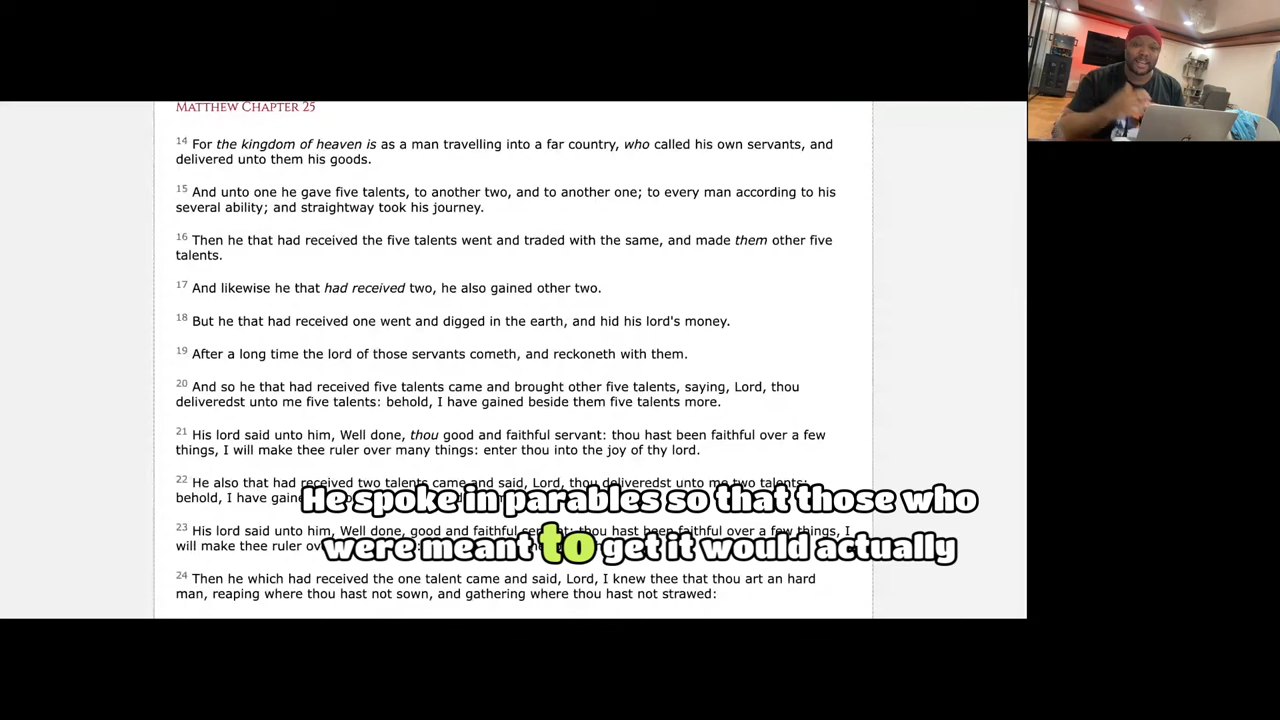 MATTHEW CHAPTER 25
14 For the kingdom of heaven is as a man travelling into a far country, who called his own servants, and
delivered unto them his goods.
15 And unto one he gave five talents, to another two, and to another one; to every man according to his
several ability; and straightway took his journey.
16 Then he that had received the five talents went and traded with the same, and made them other five
talents.
17 And likewise he that had received two, he also gained other two.
18 But he that had received one went and digged in the earth, and hid his lord's money.
19 After a long time the lord of those servants cometh, and reckoneth with them.
20 And so he that had received five talents came and brought other five talents, saying, Lord, thou
deliveredst unto me five talents: behold, I have gained beside them five talents more.
21 His lord said unto him, Well done, thou good and faithful servant: thou hast been faithful over a few
things, I will make thee ruler over many things: enter thou into the joy of thy lord.
22 He also that had received two talents came and said, Lord, thou deliveredst unto me two talents:
behold, I have
He spoke in parables so that those who
23 His lord said unto him, Well done, good and faithful servant; thou hast been faithful over a few things, I
will make thee ruler
were meant to get it would actually
24 Then he which had received the one talent came and said, Lord, I knew thee that thou art an hard
man, reaping where thou hast not sown, and gathering where thou hast not strawed: